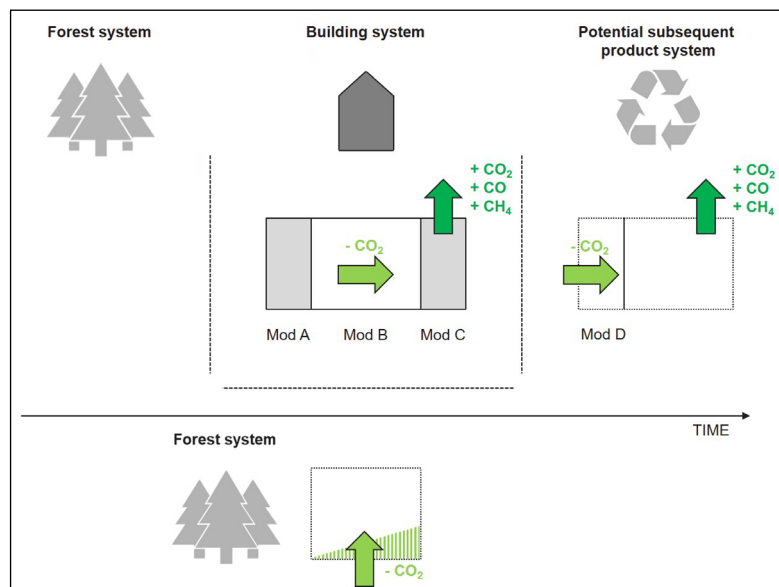 Forest system
Building system
Potential subsequent
product system
+ CO₂
+ CO
+ CH₄
+ CO₂
+ CO
+ CH₄
- CO₂
- CO₂
Mod A
Mod B
Mod C
Mod D
TIME
Forest system
- CO₂